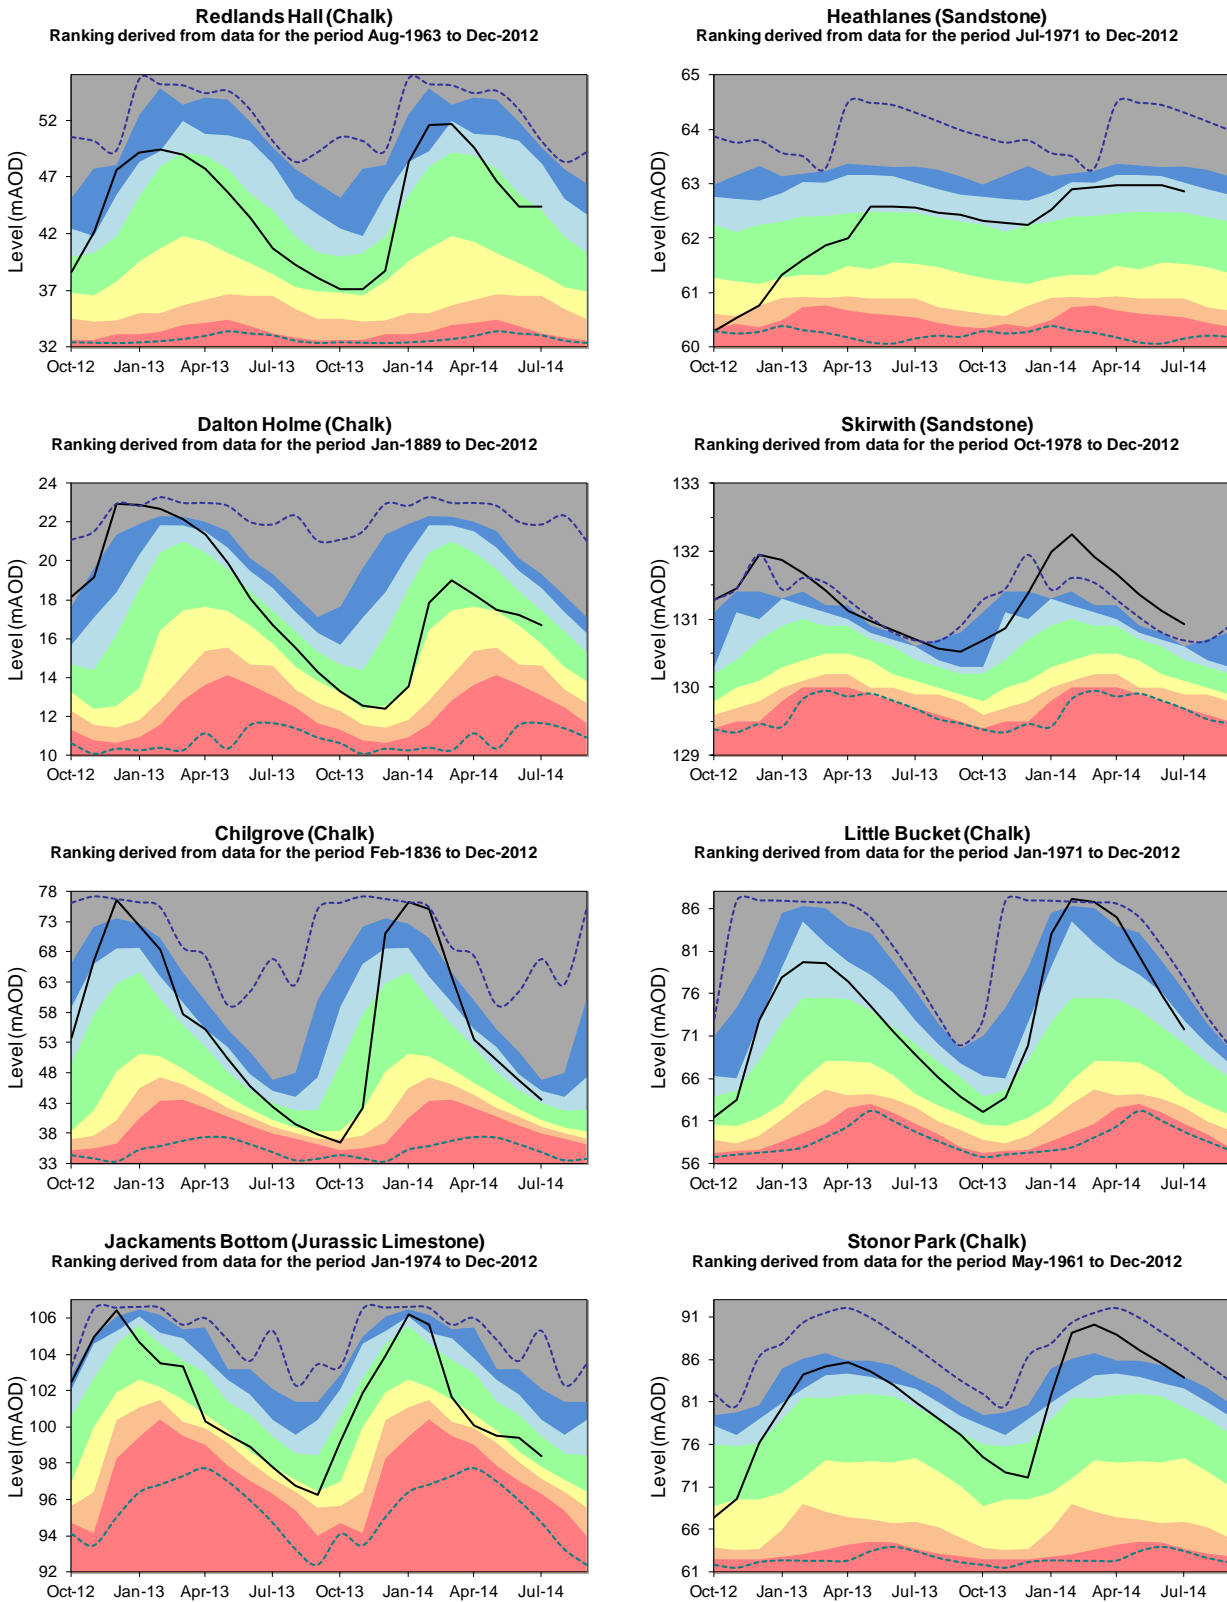 Redlands Hall (Chalk)
Ranking derived from data for the period Aug-1963 to Dec-2012
Level (mAOD)
52
47
42
37
32
Oct-12 Jan-13 Apr-13 Jul-13 Oct-13 Jan-14 Apr-14 Jul-14
Heathlanes (Sandstone)
Ranking derived from data for the period Jul-1971 to Dec-2012
Level (mAOD)
65
64
63
62
61
60
Oct-12 Jan-13 Apr-13 Jul-13 Oct-13 Jan-14 Apr-14 Jul-14
Dalton Holme (Chalk)
Ranking derived from data for the period Jan-1889 to Dec-2012
Level (mAOD)
24
22
20
18
16
14
12
10
Oct-12 Jan-13 Apr-13 Jul-13 Oct-13 Jan-14 Apr-14 Jul-14
Skirwith (Sandstone)
Ranking derived from data for the period Oct-1978 to Dec-2012
Level (mAOD)
133
132
131
130
129
Oct-12 Jan-13 Apr-13 Jul-13 Oct-13 Jan-14 Apr-14 Jul-14
Chilgrove (Chalk)
Ranking derived from data for the period Feb-1836 to Dec-2012
Level (mAOD)
78
73
68
63
58
53
48
43
38
33
Oct-12 Jan-13 Apr-13 Jul-13 Oct-13 Jan-14 Apr-14 Jul-14
Little Bucket (Chalk)
Ranking derived from data for the period Jan-1971 to Dec-2012
Level (mAOD)
86
81
76
71
66
61
56
Oct-12 Jan-13 Apr-13 Jul-13 Oct-13 Jan-14 Apr-14 Jul-14
Jackaments Bottom (Jurassic Limestone)
Ranking derived from data for the period Jan-1974 to Dec-2012
Level (mAOD)
106
104
102
100
98
96
94
92
Oct-12 Jan-13 Apr-13 Jul-13 Oct-13 Jan-14 Apr-14 Jul-14
Stonor Park (Chalk)
Ranking derived from data for the period May-1961 to Dec-2012
Level (mAOD)
91
86
81
76
71
66
61
Oct-12 Jan-13 Apr-13 Jul-13 Oct-13 Jan-14 Apr-14 Jul-14